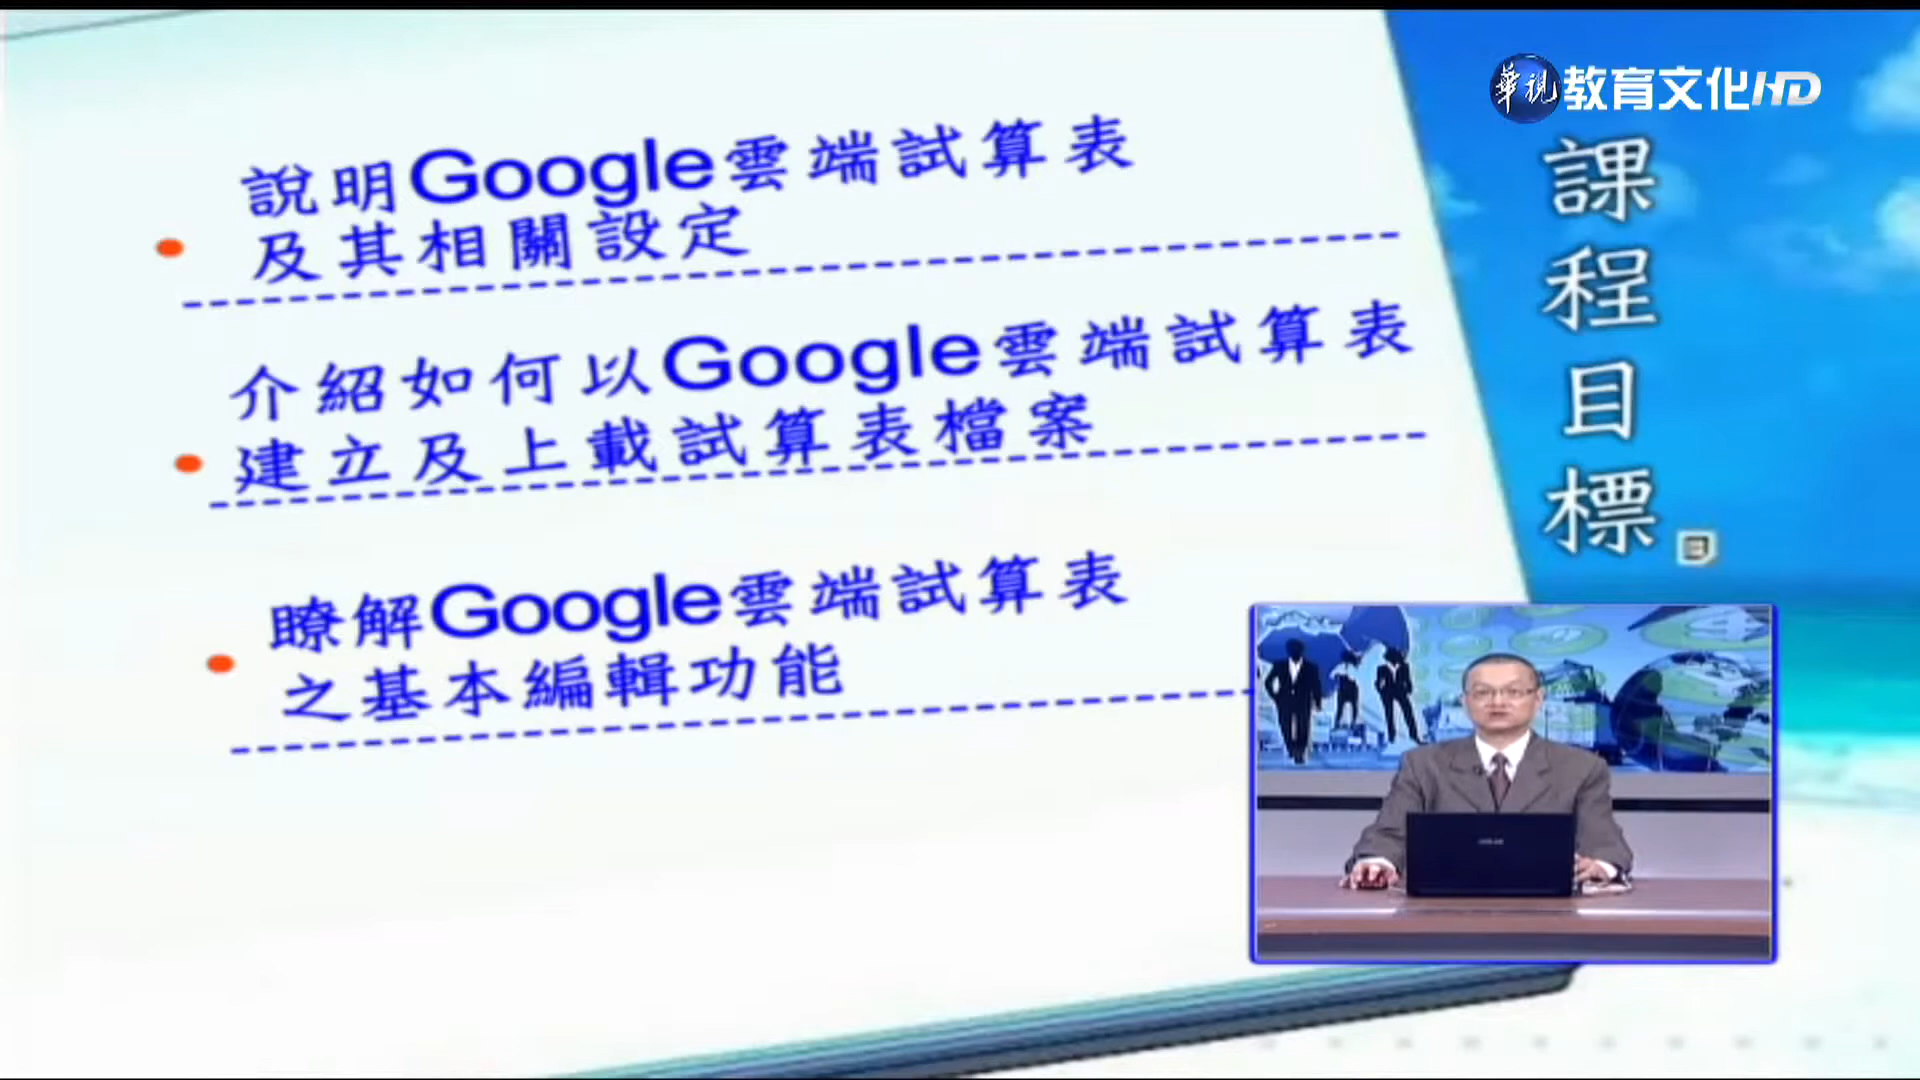 華視 教育文化HD
課程目標
說明Google雲端試算表
及其相關設定
介紹如何以Google雲端試算表
建立及上載試算表檔案
瞭解Google雲端試算表
之基本編輯功能